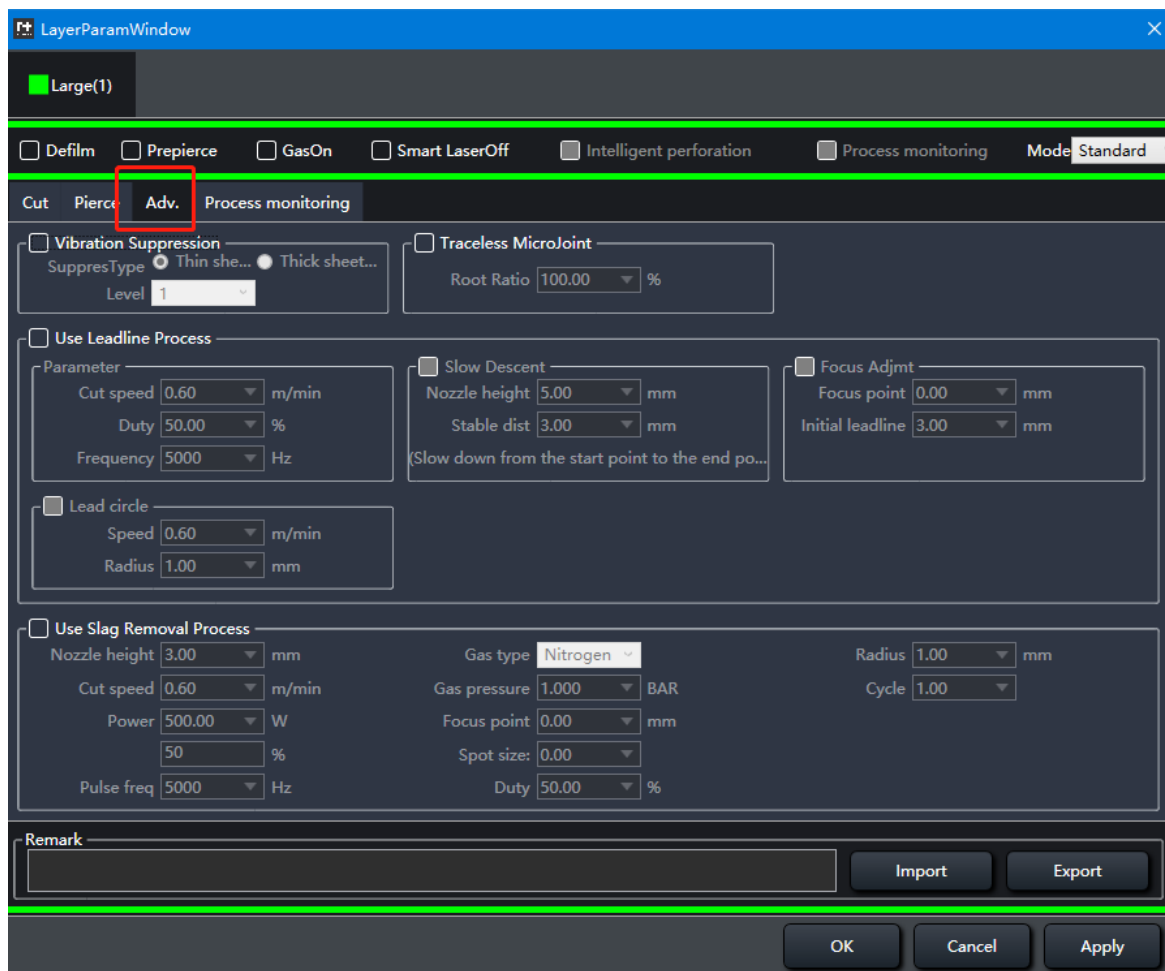 LayerParamWindow
Large(1)
Defilm Prepierce GasOn Smart LaserOff Intelligent perforation Process monitoring Mode Standard
Cut Pierce Adv. Process monitoring
Vibration Suppression Traceless MicroJoint
SuppresType Thin she... Thick sheet... Root Ratio 100.00 %
Level 1
Use Leadline Process
Parameter Slow Descent Focus Adjmt
Cut speed 0.60 m/min Nozzle height 5.00 mm Focus point 0.00 mm
Duty 50.00 % Stable dist 3.00 mm Initial leadline 3.00 mm
Frequency 5000 Hz (Slow down from the start point to the end po...
Lead circle
Speed 0.60 m/min
Radius 1.00 mm
Use Slag Removal Process
Nozzle height 3.00 mm Gas type Nitrogen Radius 1.00 mm
Cut speed 0.60 m/min Gas pressure 1.000 BAR Cycle 1.00
Power 500.00 W Focus point 0.00 mm
50 % Spot size: 0.00
Pulse freq 5000 Hz Duty 50.00 %
Remark
Import Export
OK Cancel Apply